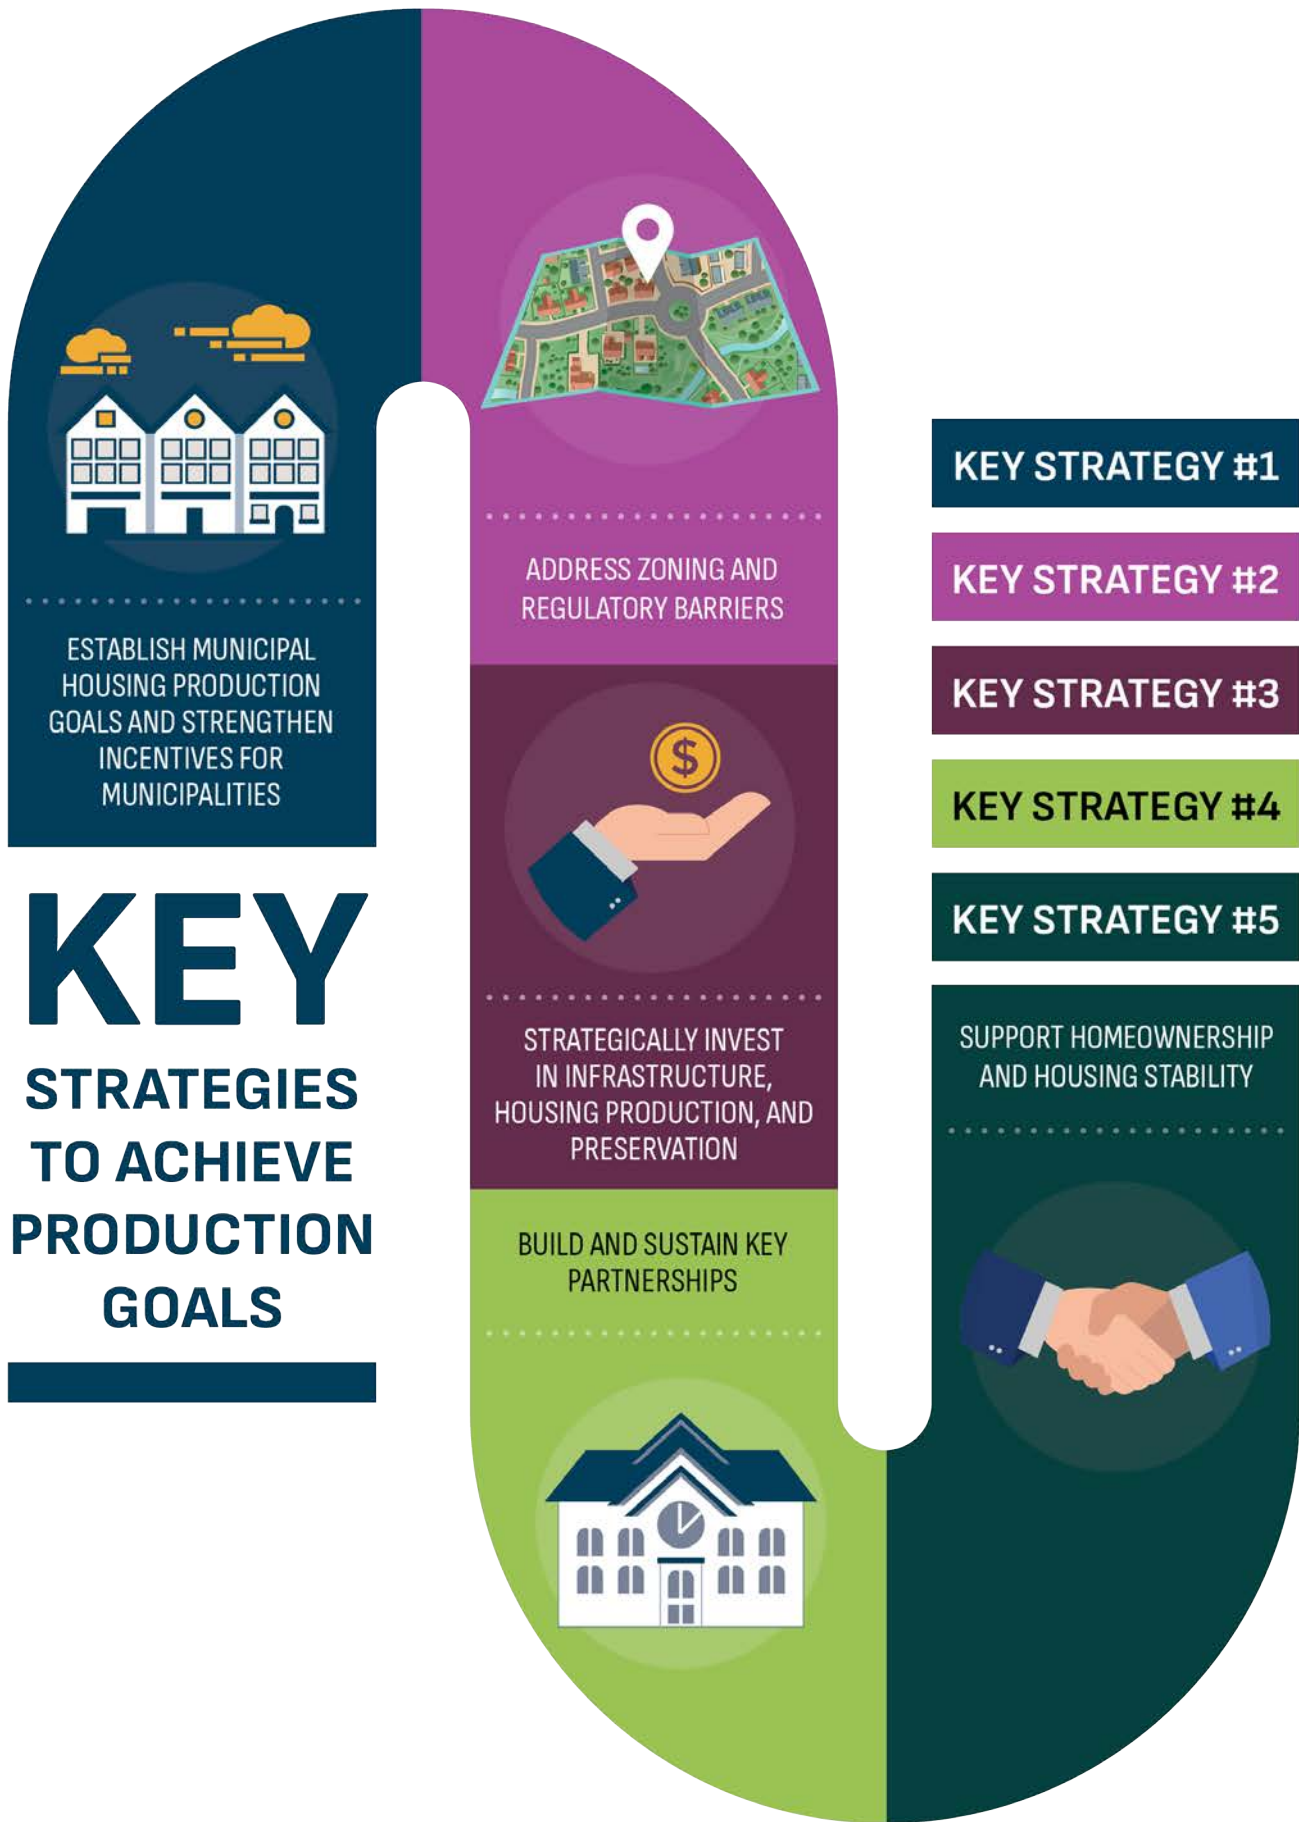 ESTABLISH MUNICIPAL
HOUSING PRODUCTION
GOALS AND STRENGTHEN
INCENTIVES FOR
MUNICIPALITIES
KEY
STRATEGIES
TO ACHIEVE
PRODUCTION
GOALS
ADDRESS ZONING AND
REGULATORY BARRIERS
$
STRATEGICALLY INVEST
IN INFRASTRUCTURE,
HOUSING PRODUCTION, AND
PRESERVATION
BUILD AND SUSTAIN KEY
PARTNERSHIPS
KEY STRATEGY #1
KEY STRATEGY #2
KEY STRATEGY #3
KEY STRATEGY #4
KEY STRATEGY #5
SUPPORT HOMEOWNERSHIP
AND HOUSING STABILITY